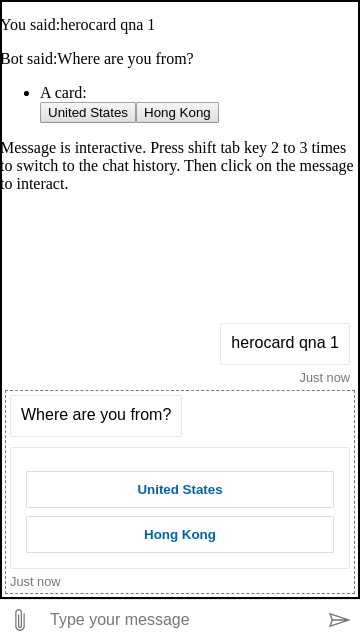 You said:herocard qna 1
Bot said:Where are you from?
A card:
United States Hong Kong
Message is interactive. Press shift tab key 2 to 3 times
to switch to the chat history. Then click on the message
to interact.
herocard qna 1
Just now
Where are you from?
United States
Hong Kong
Just now
Type your message